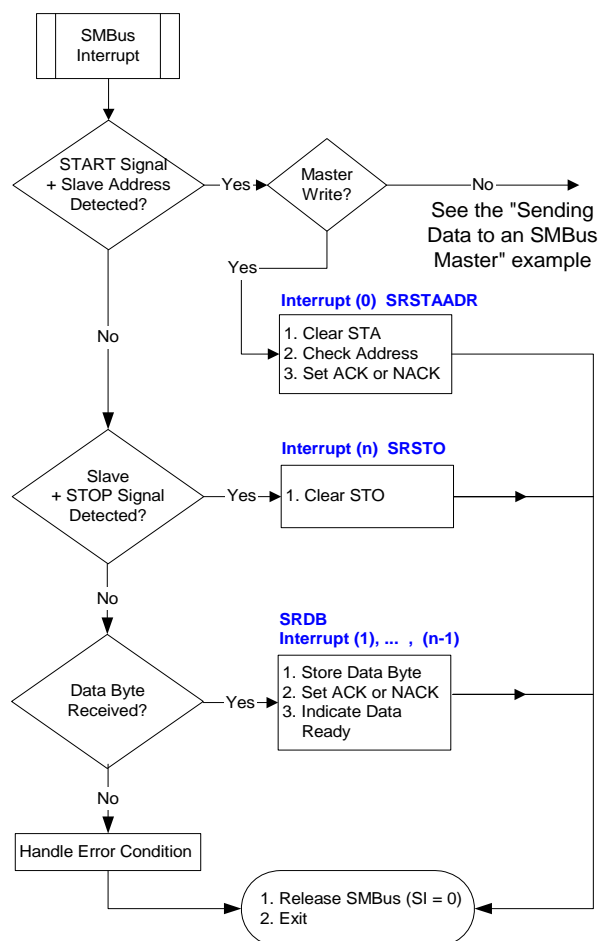 SMBus
Interrupt
START Signal
+ Slave Address
Detected?
Yes
Master
Write?
No
See the "Sending
Data to an SMBus
Master" example
Yes
Interrupt (0) SRSTAADR
1. Clear STA
2. Check Address
3. Set ACK or NACK
No
Slave
+ STOP Signal
Detected?
Yes
Interrupt (n) SRSTO
1. Clear STO
No
Data Byte
Received?
Yes
SRDB
Interrupt (1), ... , (n-1)
1. Store Data Byte
2. Set ACK or NACK
3. Indicate Data
Ready
No
Handle Error Condition
1. Release SMBus (SI = 0)
2. Exit